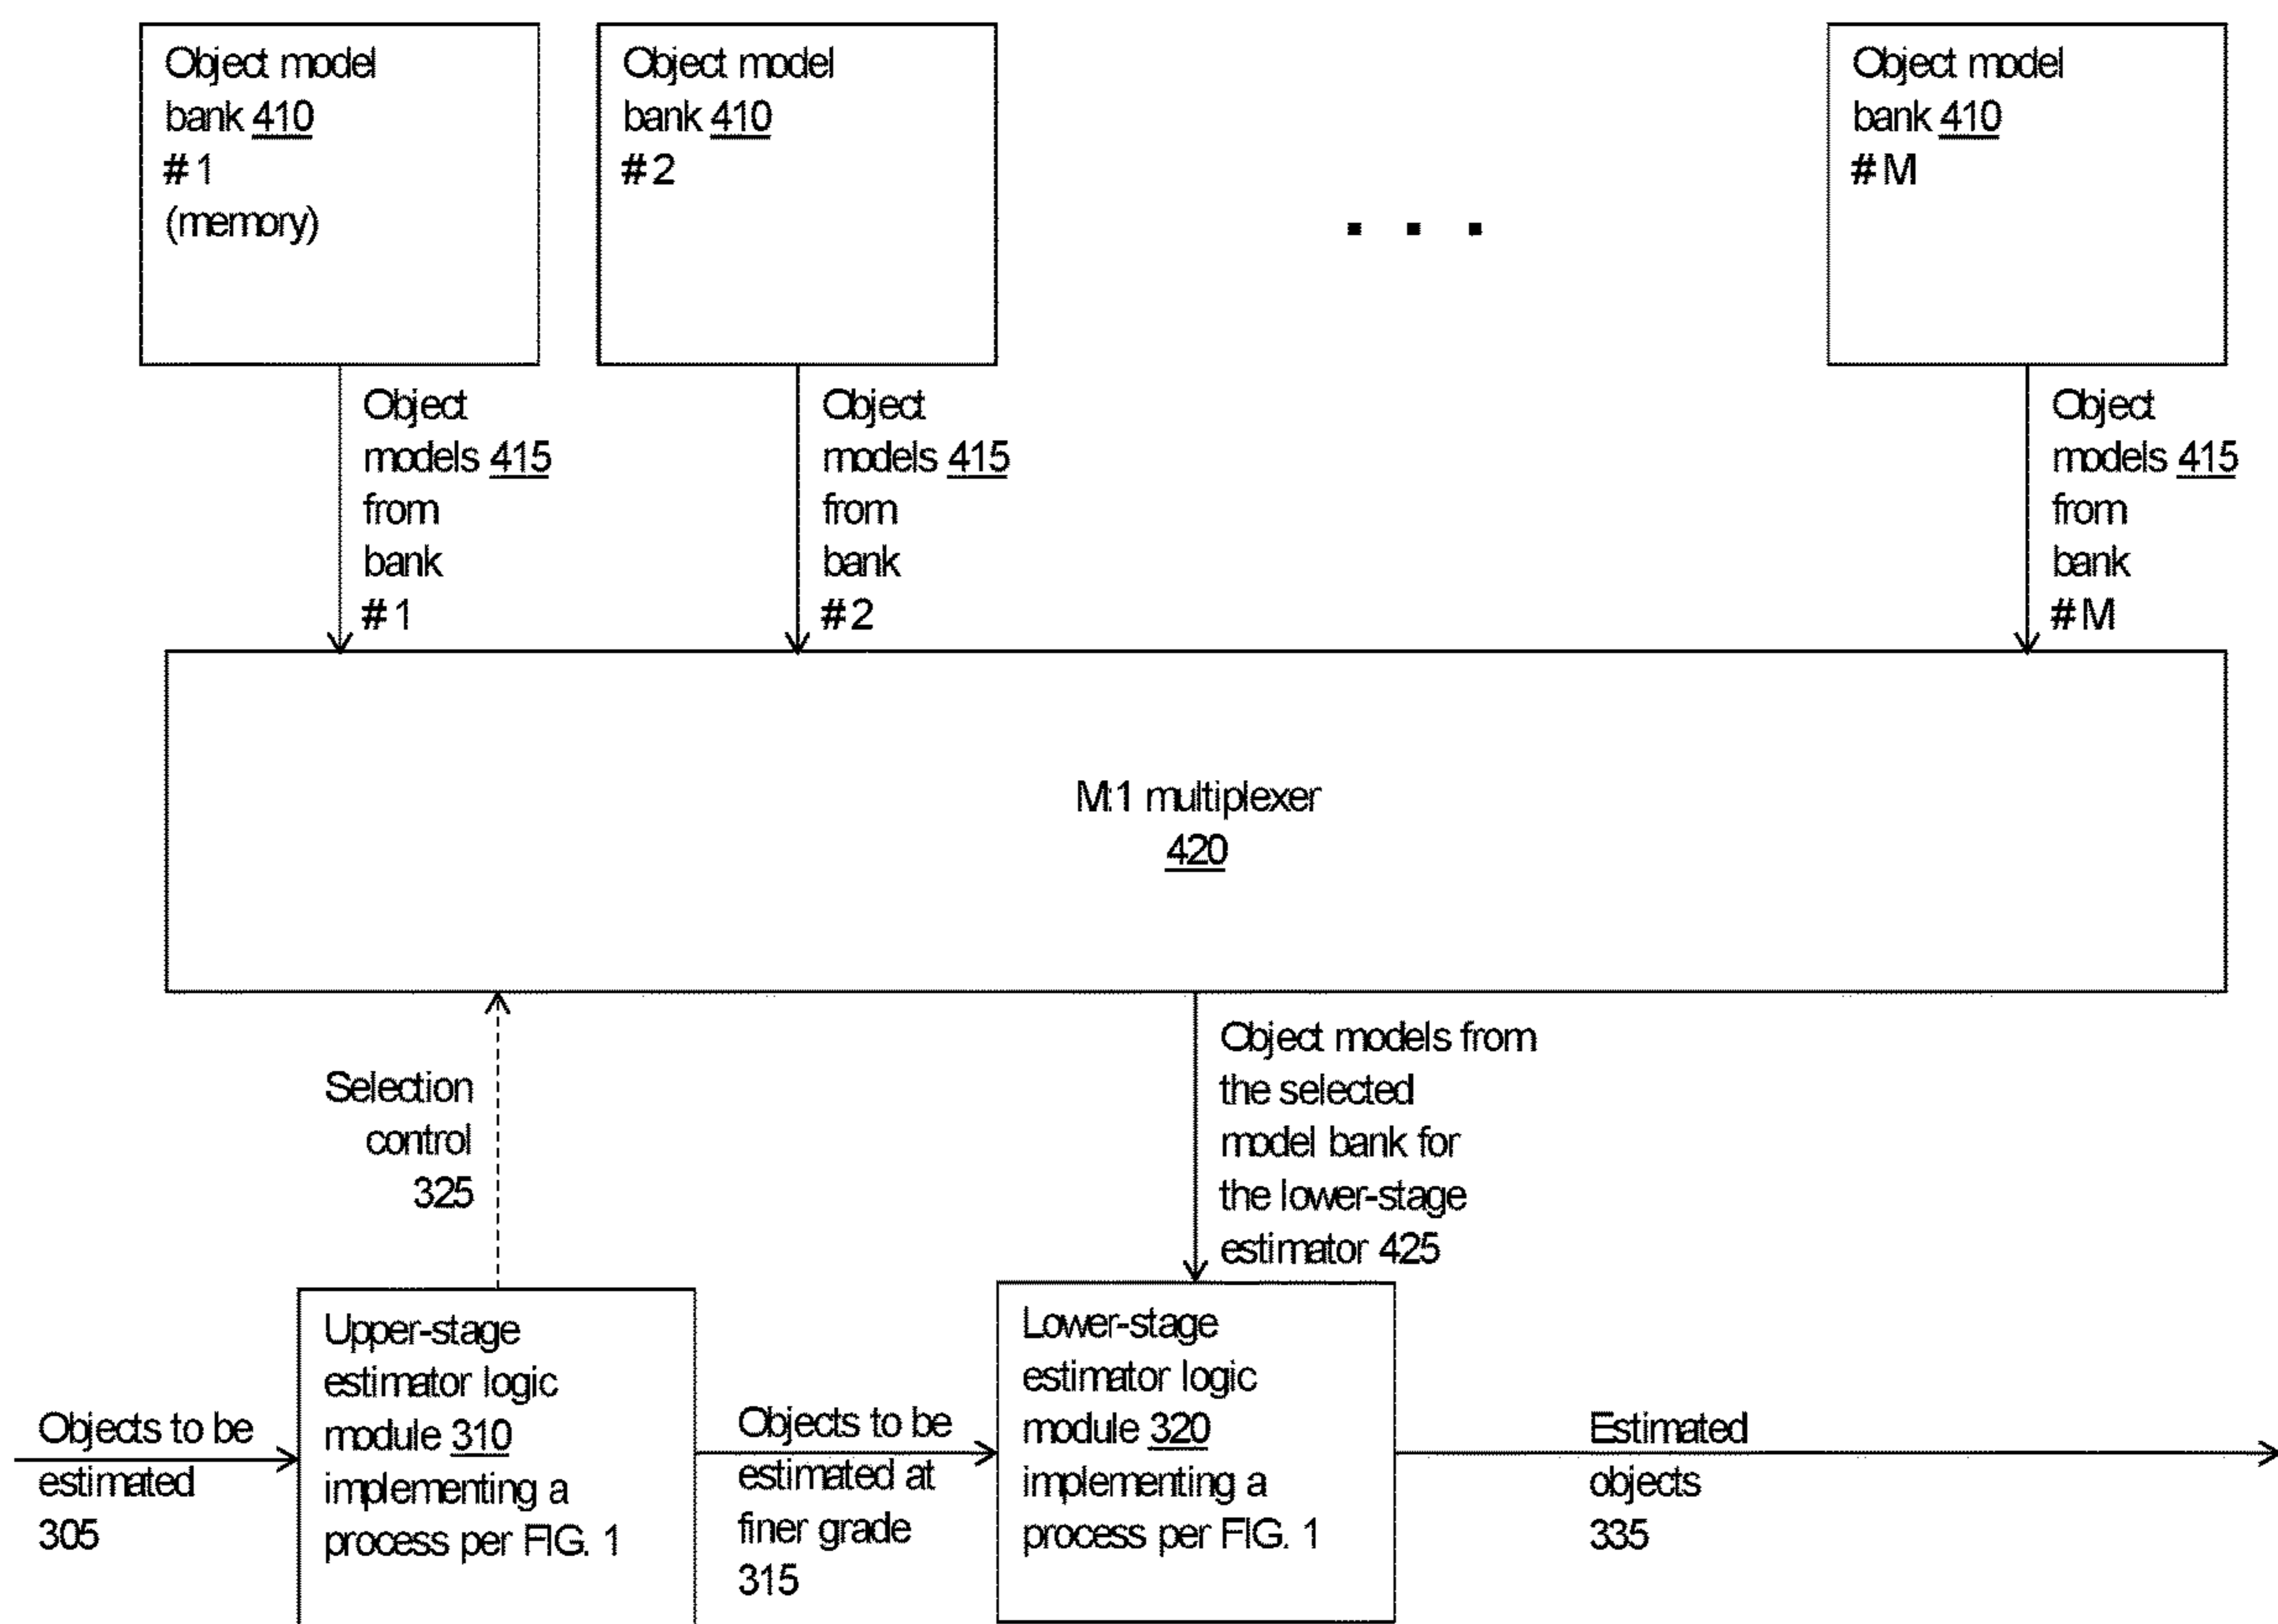 Object model
bank 410
#1
(memory)
Object model
bank 410
#2
Object model
bank 410
#M
. . .
Object
models 415
from
bank
#1
Object
models 415
from
bank
#2
Object
models 415
from
bank
#M
M:1 multiplexer
420
Selection
control
325
Object models from
the selected
model bank for
the lower-stage
estimator 425
Objects to be
estimated
305
Upper-stage
estimator logic
module 310
implementing a
process per FIG. 1
Objects to be
estimated at
finer grade
315
Lower-stage
estimator logic
module 320
implementing a
process per FIG. 1
Estimated
objects
335